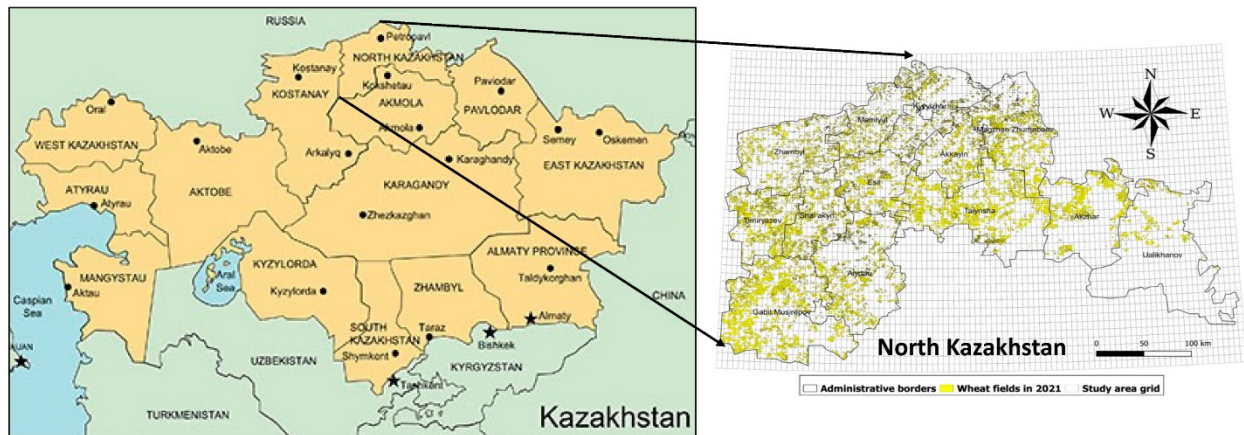 RUSSIA
Petropavl
NORTH KAZAKHSTAN
Kostanay
Kokshetau
KOSTANAY
AKMOLA
Pavlodar
PAVLODAR
Akmola
Oral
WEST KAZAKHSTAN
Aktobe
Arkalyq
Semey
Oskemen
Karaghandy
EAST KAZAKHSTAN
ATYRAU
Atyrau
AKTOBE
KARAGANDY
Zhezkazghan
ALMATY PROVINCE
Taldykorghan
MANGYSTAU
Aktau
Aral
Sea
KYZYLORDA
Kyzylorda
ZHAMBYL
CHINA
Caspian
Sea
SOUTH
KAZAKHSTAN
Shymkont
Taraz
Almaty
Bishkek
UZBEKISTAN
KYRGYZSTAN
Tashkant
TURKMENISTAN
Kazakhstan
N
W E
S
Kyzylzhar
Mamlyut
Magzhan Zhumabaev
Zhambyl
Akkayin
Esil
Timiryazev
Shal akyn
Taiynsha
Akzhar
Ualikhanov
Aiyrtau
Gabit Musirepov
North Kazakhstan
0 50 100 km
Administrative borders Wheat fields in 2021 Study area grid